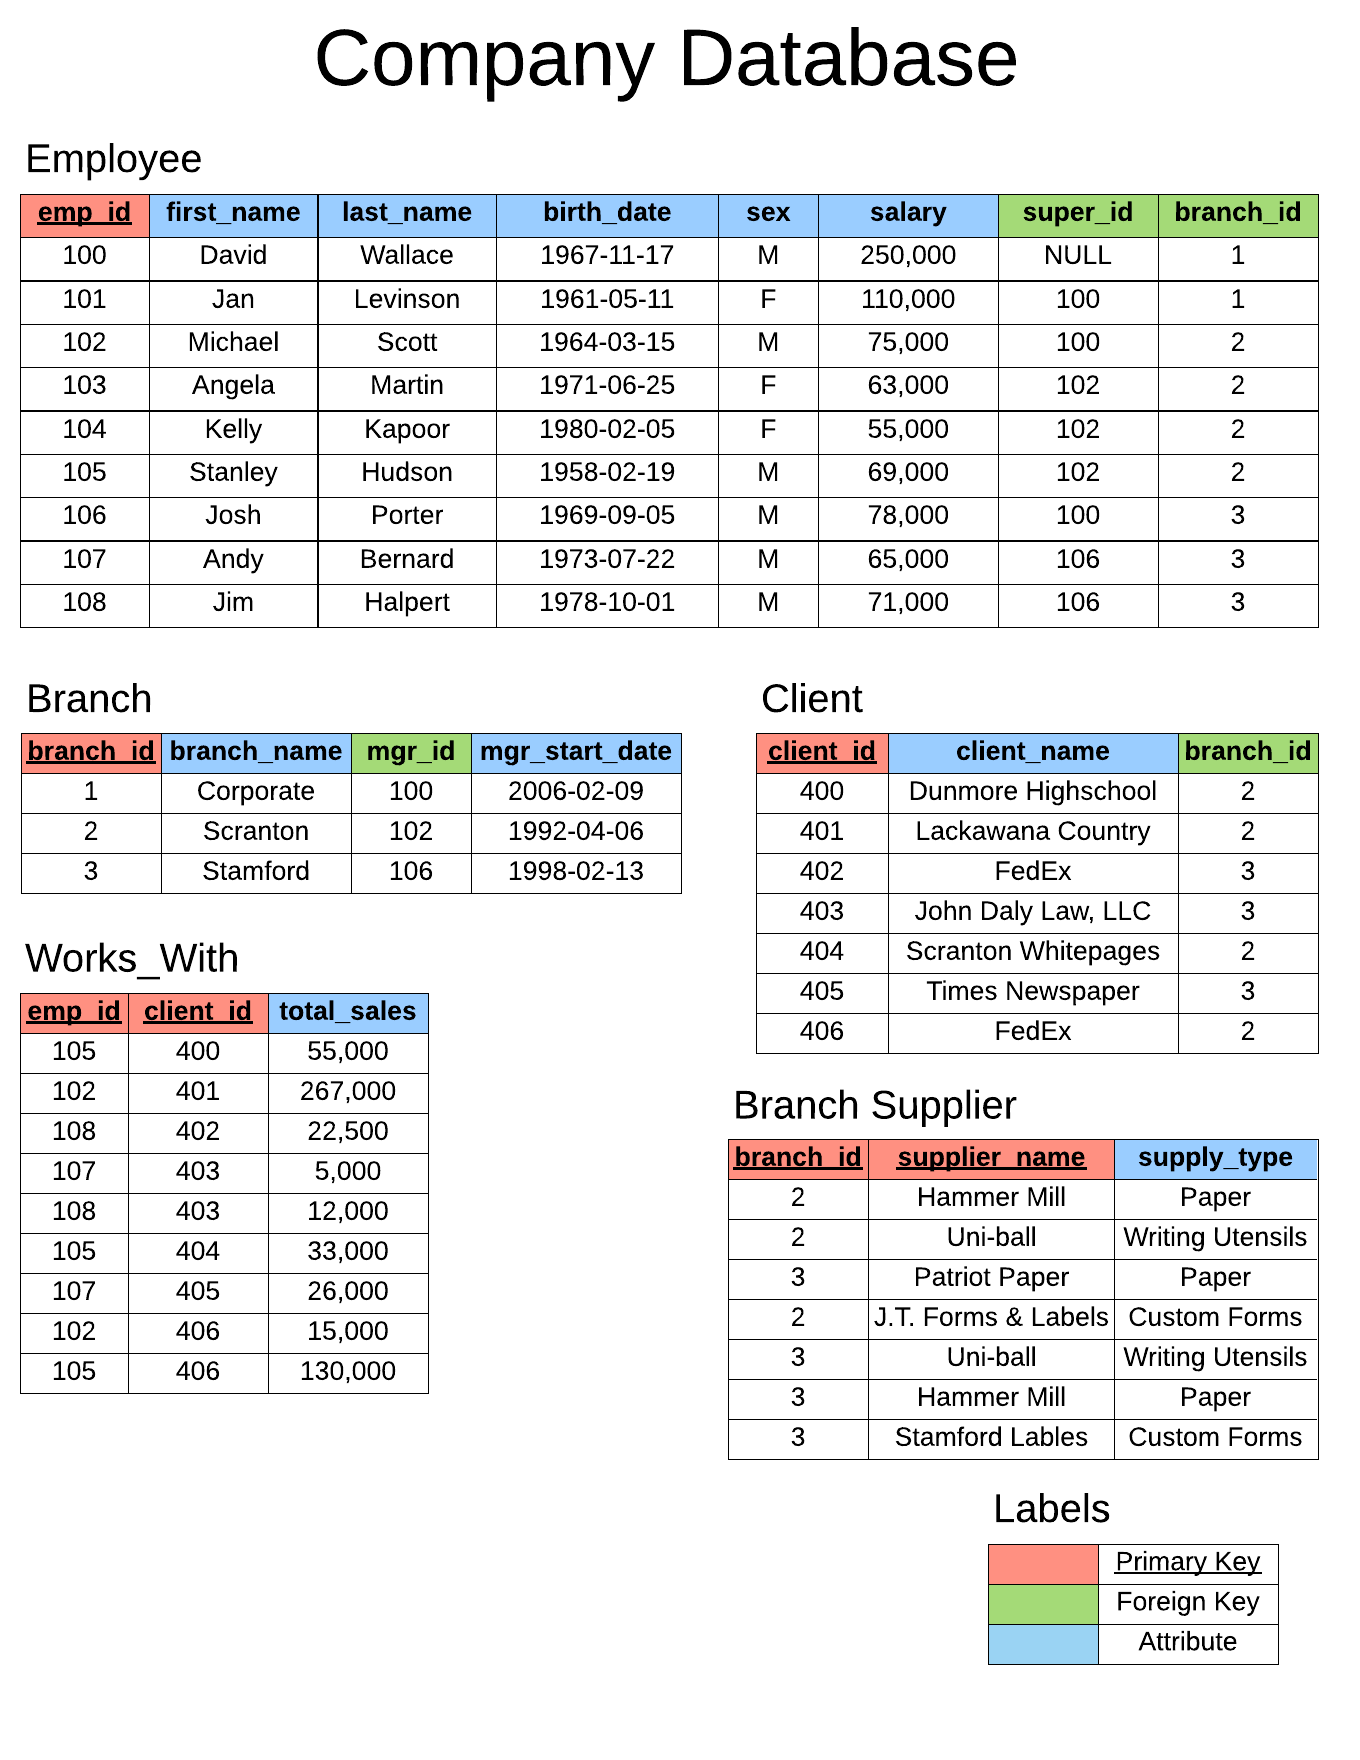 Company Database
Employee
emp_id first_name last_name birth_date sex salary super_id branch_id
100 David Wallace 1967-11-17 M 250,000 NULL 1
101 Jan Levinson 1961-05-11 F 110,000 100 1
102 Michael Scott 1964-03-15 M 75,000 100 2
103 Angela Martin 1971-06-25 F 63,000 102 2
104 Kelly Kapoor 1980-02-05 F 55,000 102 2
105 Stanley Hudson 1958-02-19 M 69,000 102 2
106 Josh Porter 1969-09-05 M 78,000 100 3
107 Andy Bernard 1973-07-22 M 65,000 106 3
108 Jim Halpert 1978-10-01 M 71,000 106 3
Branch
branch_id branch_name mgr_id mgr_start_date
1 Corporate 100 2006-02-09
2 Scranton 102 1992-04-06
3 Stamford 106 1998-02-13
Client
client_id client_name branch_id
400 Dunmore Highschool 2
401 Lackawana Country 2
402 FedEx 3
403 John Daly Law, LLC 3
404 Scranton Whitepages 2
405 Times Newspaper 3
406 FedEx 2
Works_With
emp_id client_id total_sales
105 400 55,000
102 401 267,000
108 402 22,500
107 403 5,000
108 403 12,000
105 404 33,000
107 405 26,000
102 406 15,000
105 406 130,000
Branch Supplier
branch_id supplier_name supply_type
2 Hammer Mill Paper
2 Uni-ball Writing Utensils
3 Patriot Paper Paper
2 J.T. Forms & Labels Custom Forms
3 Uni-ball Writing Utensils
3 Hammer Mill Paper
3 Stamford Lables Custom Forms
Labels
Primary Key
Foreign Key
Attribute